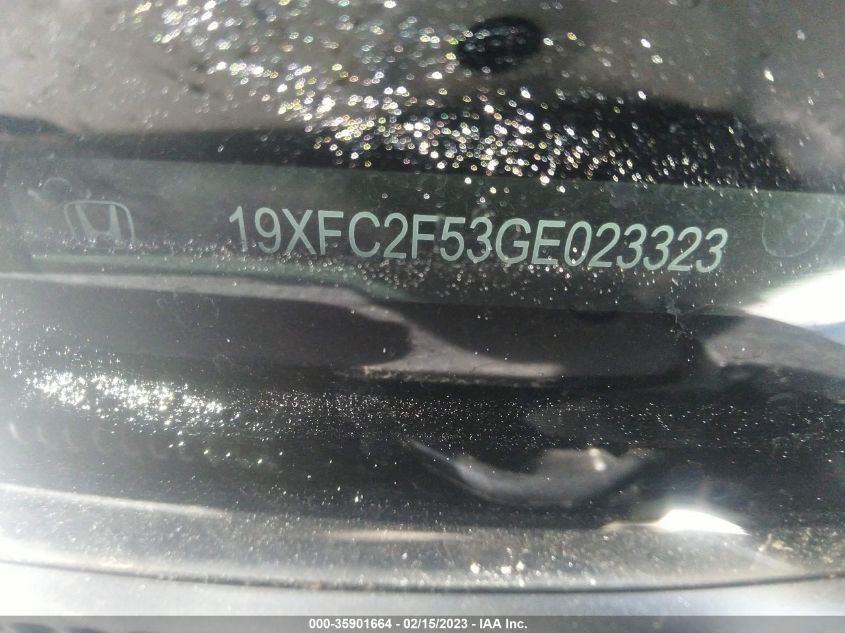 19XFC2F53GE023323
000-35901664 - 02/15/2023 - IAA Inc.